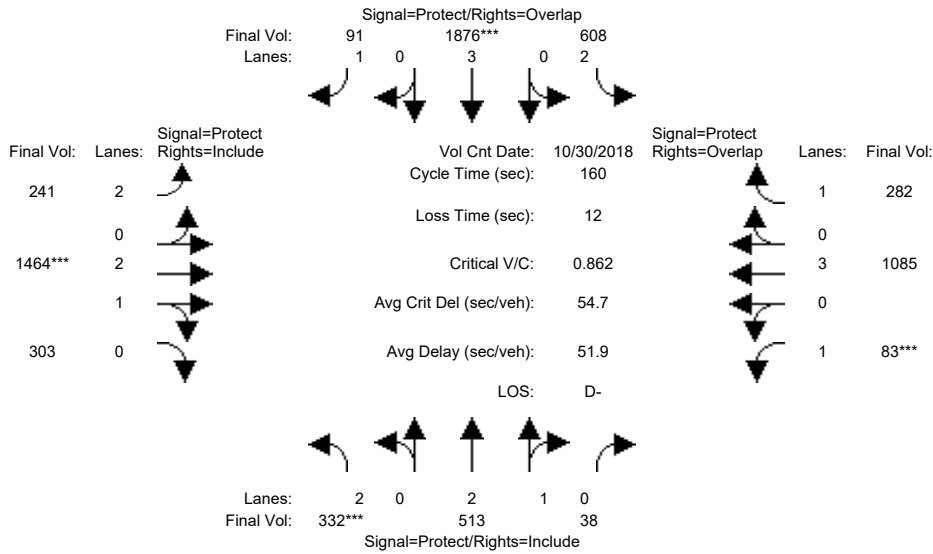 Signal=Protect/Rights=Overlap
Final Vol: 91 1876*** 608
Lanes: 1 0 3 0 2
Signal=Protect
Final Vol: Lanes: Rights=Include
Vol Cnt Date: 10/30/2018
Signal=Protect
Rights=Overlap Lanes: Final Vol:
Cycle Time (sec): 160
241 2
1 282
Loss Time (sec): 12
0
0
1464*** 2
Critical V/C: 0.862
3 1085
1
Avg Crit Del (sec/veh): 54.7
0
303 0
Avg Delay (sec/veh): 51.9
1 83***
LOS: D-
Lanes: 2 0 2 1 0
Final Vol: 332*** 513 38
Signal=Protect/Rights=Include